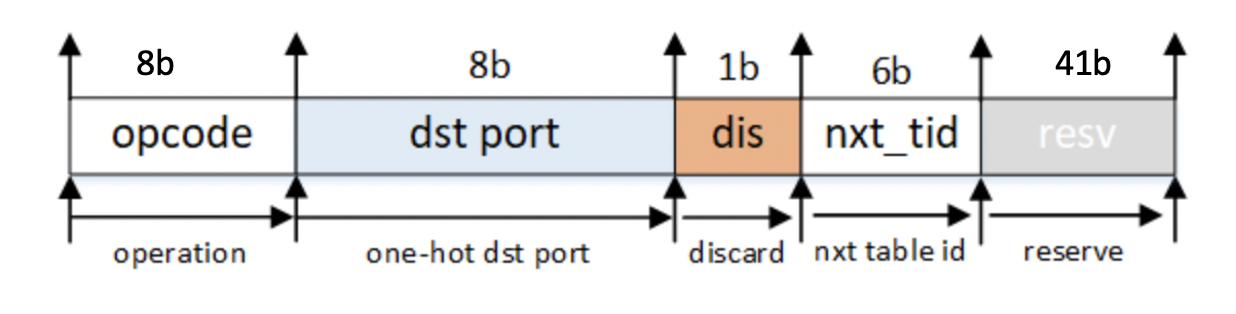 8b 8b 1b 6b 41b
opcode dst port dis nxt_tid resv
operation one-hot dst port discard nxt table id reserve